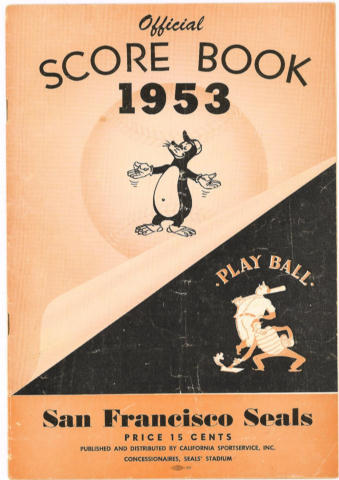 Official
SCORE BOOK
1953
·PLAY BALL·
San Francisco Seals
PRICE 15 CENTS
PUBLISHED AND DISTRIBUTED BY CALIFORNIA SPORTSERVICE, INC.
CONCESSIONAIRES, SEALS' STADIUM